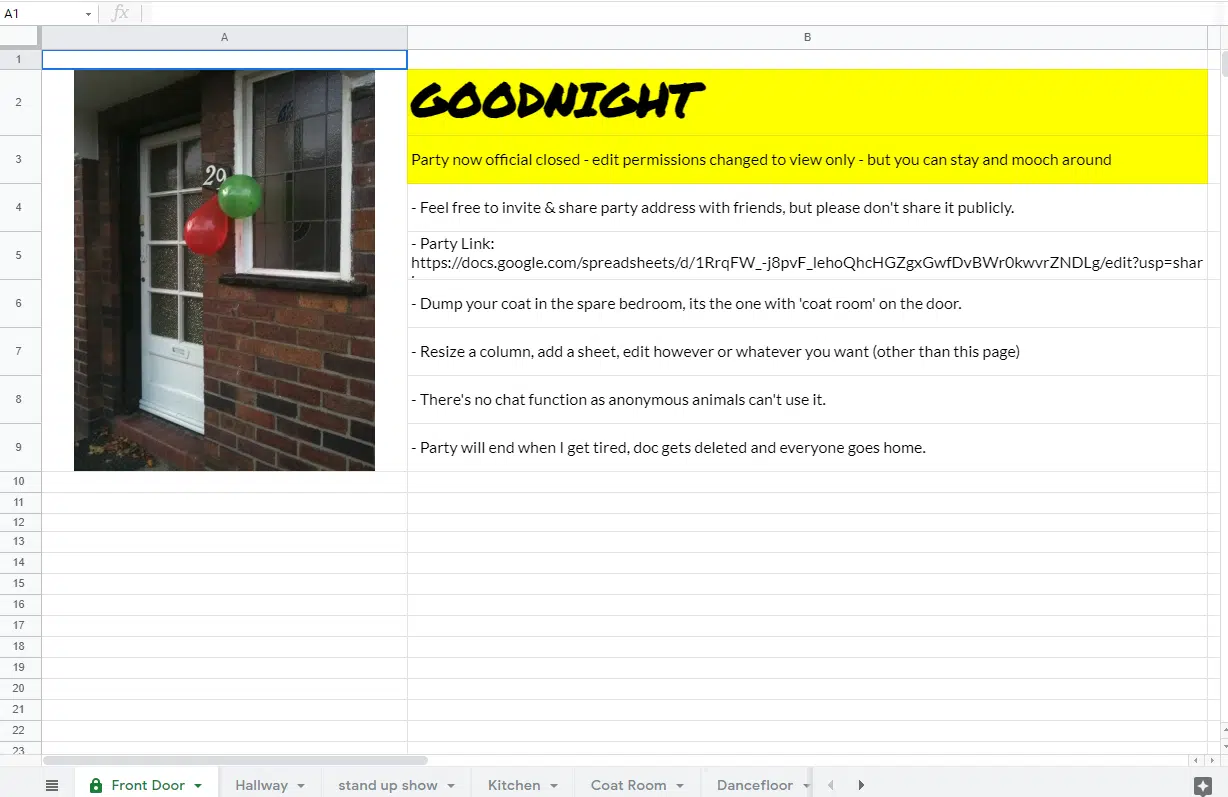 A1
fx
A
B
1
2
GOODNIGHT
29
3
Party now official closed - edit permissions changed to view only - but you can stay and mooch around
4
- Feel free to invite & share party address with friends, but please don't share it publicly.
5
- Party Link:
https://docs.google.com/spreadsheets/d/1RrqFW_-j8pvF_lehoQhcHGZgxGwfDvBWr0kwvrZNDLg/edit?usp=shar
6
- Dump your coat in the spare bedroom, its the one with 'coat room' on the door.
7
- Resize a column, add a sheet, edit however or whatever you want (other than this page)
8
- There's no chat function as anonymous animals can't use it.
9
- Party will end when I get tired, doc gets deleted and everyone goes home.
10
11
12
13
14
15
16
17
18
19
20
21
22
23
Front Door
Hallway
stand up show
Kitchen
Coat Room
Dancefloor